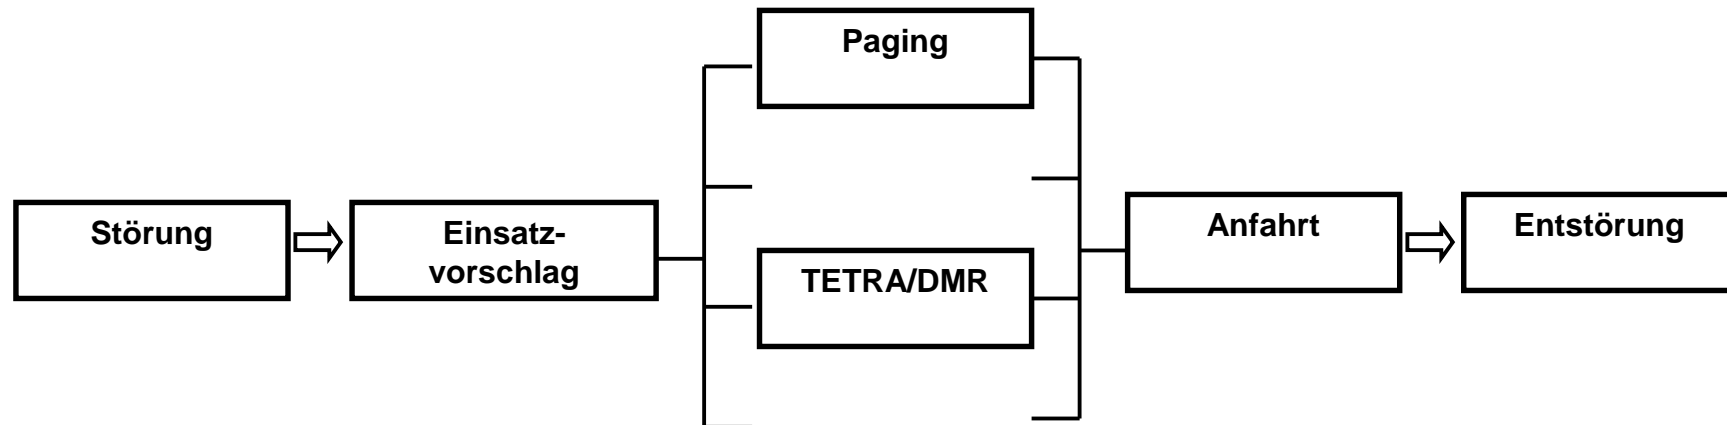 Paging
Störung
Einsatz-
vorschlag
TETRA/DMR
Anfahrt
Entstörung